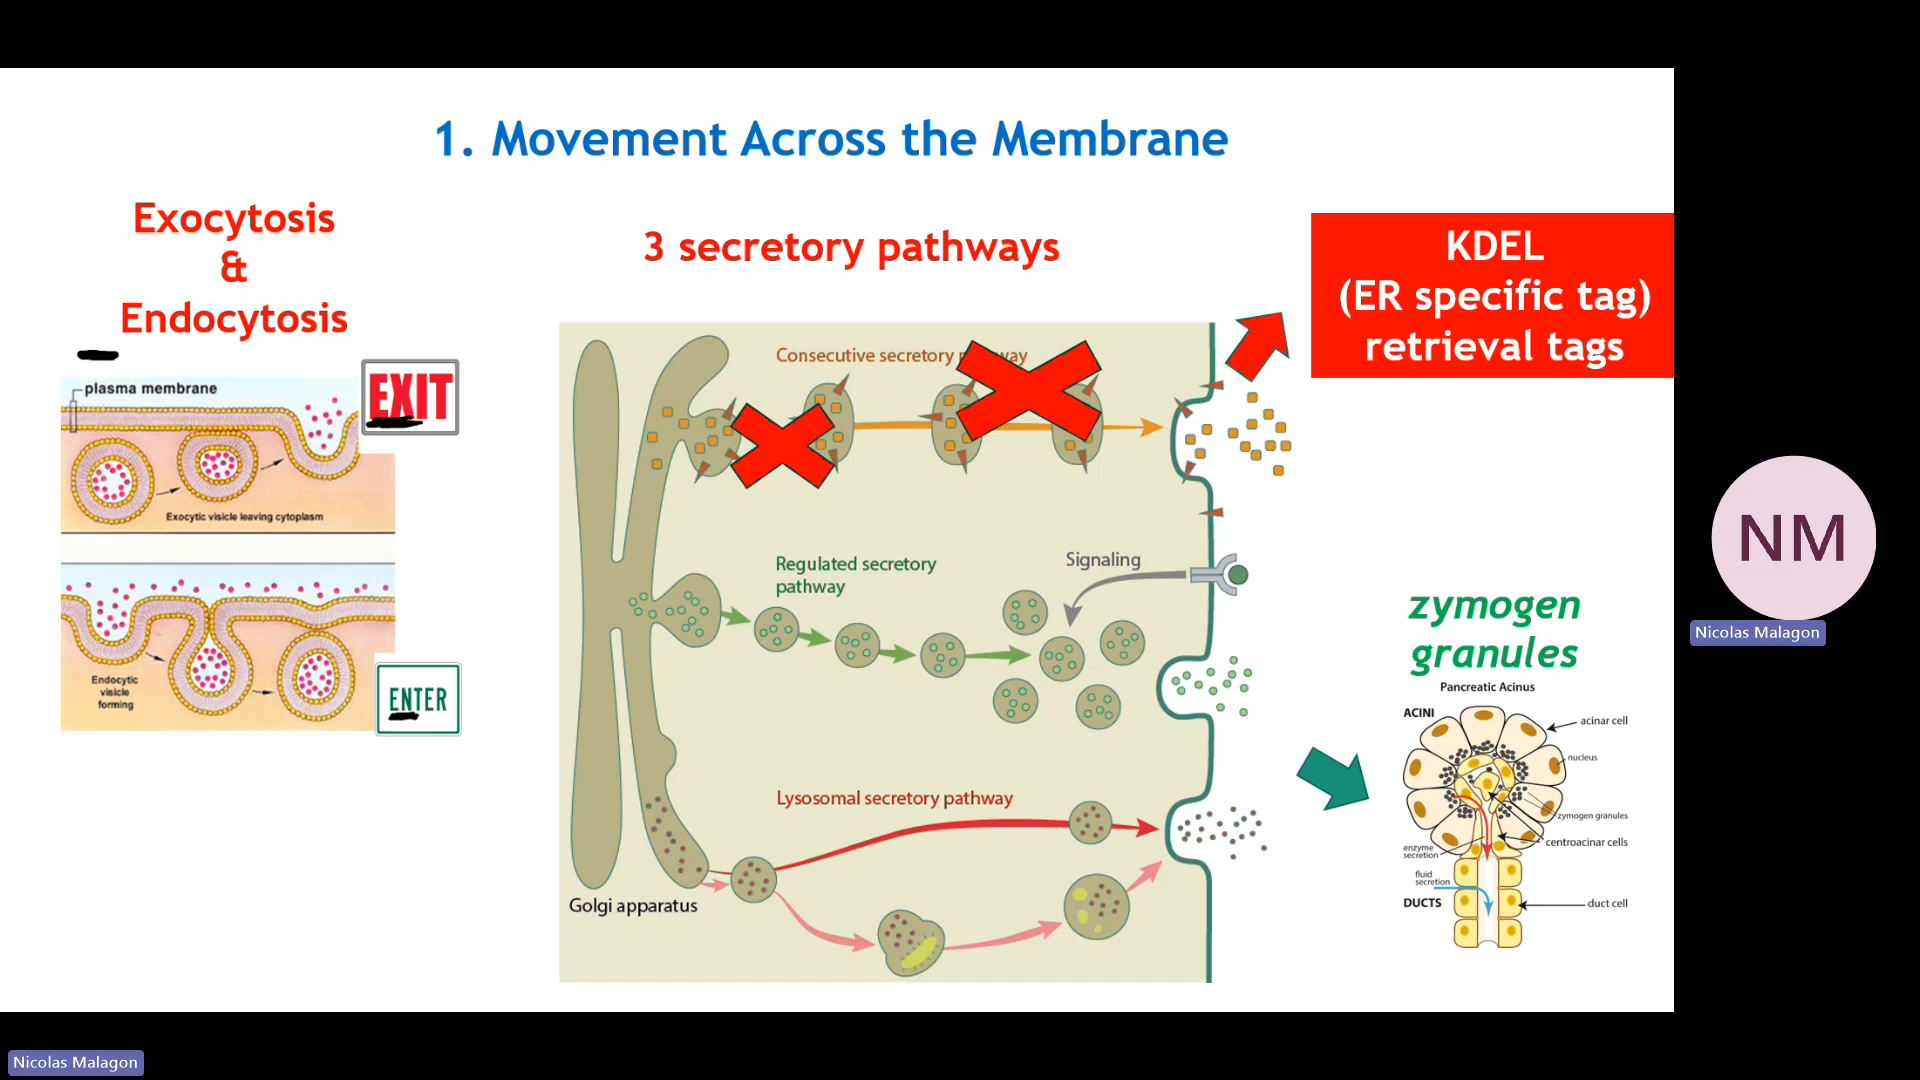 1. Movement Across the Membrane
Exocytosis
&
Endocytosis
plasma membrane
EXIT
Exocytic visicle leaving cytoplasm
Endocytic
visicle
forming
ENTER
3 secretory pathways
Consecutive secretory
Regulated secretory
pathway
Signaling
Lysosomal secretory pathway
Golgi apparatus
KDEL
(ER specific tag)
retrieval tags
zymogen
granules
Pancreatic Acinus
ACINI
acinar cell
nucleus
zymogen granules
centroacinar cells
enzyme
secretion
fluid
secretion
DUCTS
duct cell
NM
Nicolas Malagon
Nicolas Malagon